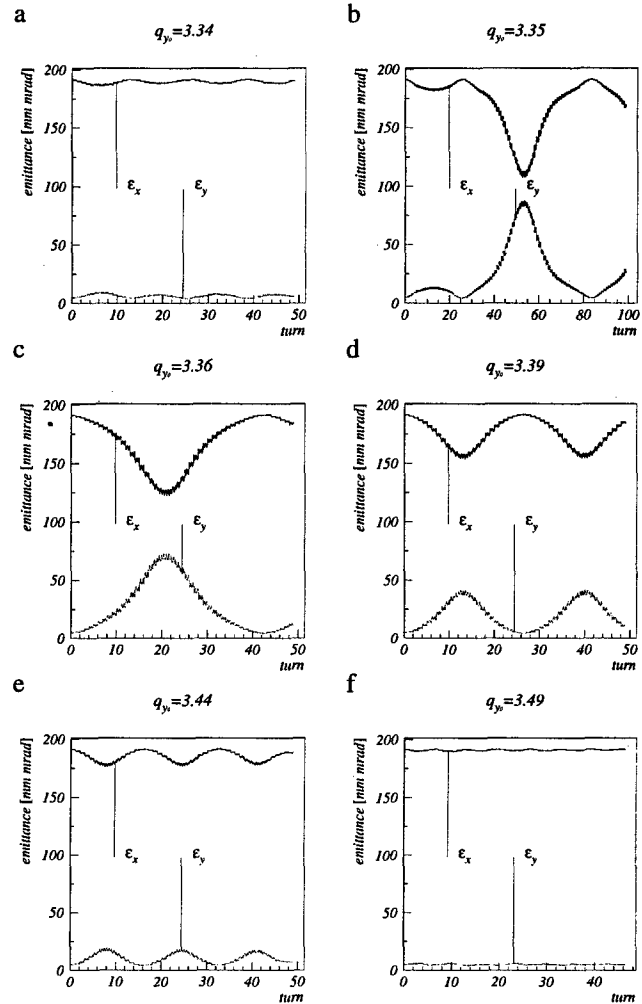 a
q_{y₀}=3.34
emittance [mm mrad]
200
150
100
50
0
ε_x
ε_y
0 10 20 30 40 50
turn
b
q_{y₀}=3.35
emittance [mm mrad]
200
150
100
50
0
ε_x
ε_y
0 20 40 60 80 100
turn
c
q_{y₀}=3.36
emittance [mm mrad]
200
150
100
50
0
ε_x
ε_y
0 10 20 30 40 50
turn
d
q_{y₀}=3.39
emittance [mm mrad]
200
150
100
50
0
ε_x
ε_y
0 10 20 30 40 50
turn
e
q_{y₀}=3.44
emittance [mm mrad]
200
150
100
50
0
ε_x
ε_y
0 10 20 30 40 50
turn
f
q_{y₀}=3.49
emittance [mm mrad]
200
150
100
50
0
ε_x
ε_y
0 10 20 30 40
turn